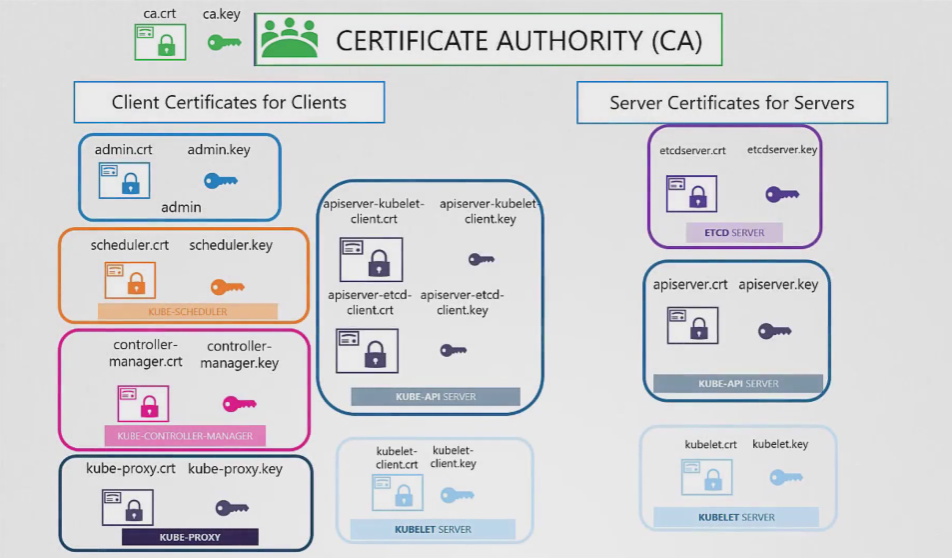 ca.crt
ca.key
CERTIFICATE AUTHORITY (CA)
Client Certificates for Clients
Server Certificates for Servers
admin.crt
admin.key
admin
scheduler.crt
scheduler.key
KUBE-SCHEDULER
controller-
manager.crt
controller-
manager.key
KUBE-CONTROLLER-MANAGER
kube-proxy.crt
kube-proxy.key
KUBE-PROXY
apiserver-kubelet-
client.crt
apiserver-kubelet-
client.key
apiserver-etcd-
client.crt
apiserver-etcd-
client.key
KUBE-API SERVER
kubelet-
client.crt
kubelet-
client.key
KUBELET SERVER
etcdserver.crt
etcdserver.key
ETCD SERVER
apiserver.crt
apiserver.key
KUBE-API SERVER
kubelet.crt
kubelet.key
KUBELET SERVER